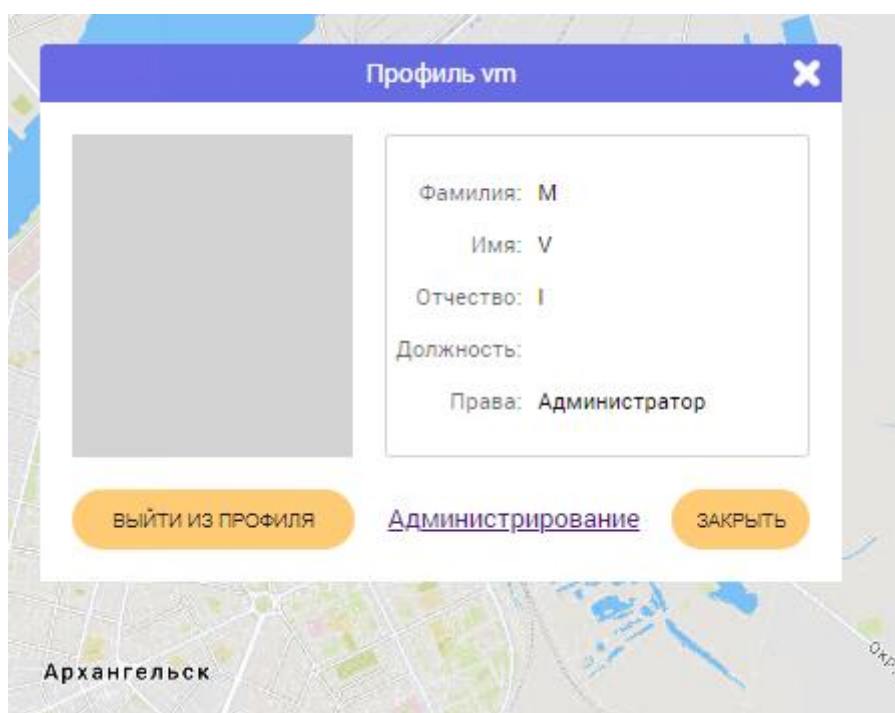 Профиль vm
Фамилия: M
Имя: V
Отчество: I
Должность:
Права: Администратор
ВЫЙТИ ИЗ ПРОФИЛЯ Администрирование ЗАКРЫТЬ
Архангельск